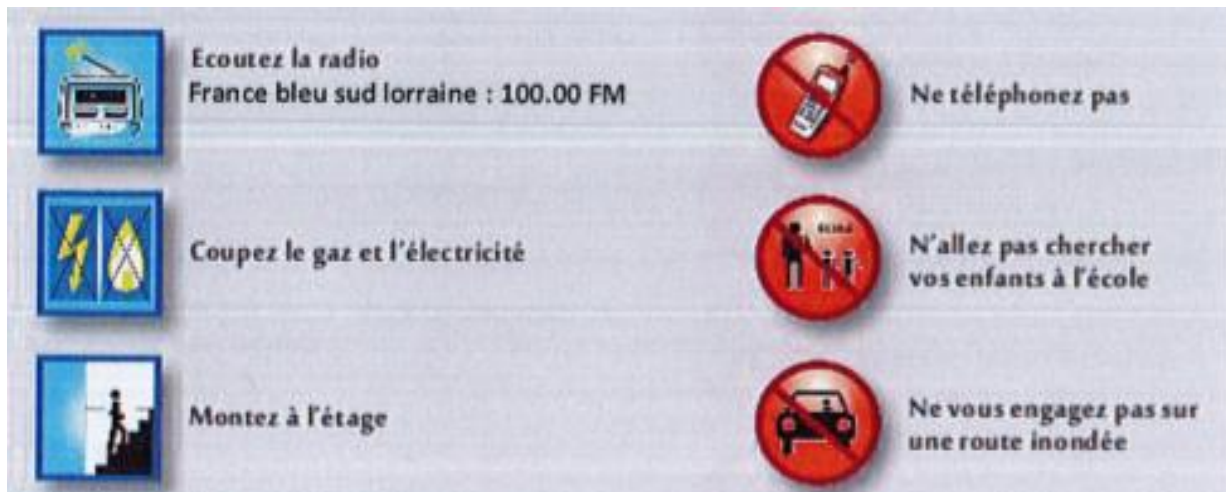 Ecoutez la radio
France bleu sud lorraine : 100.00 FM
Coupez le gaz et l'électricité
Montez à l'étage
Ne téléphonez pas
N'allez pas chercher
vos enfants à l'école
Ne vous engagez pas sur
une route inondée